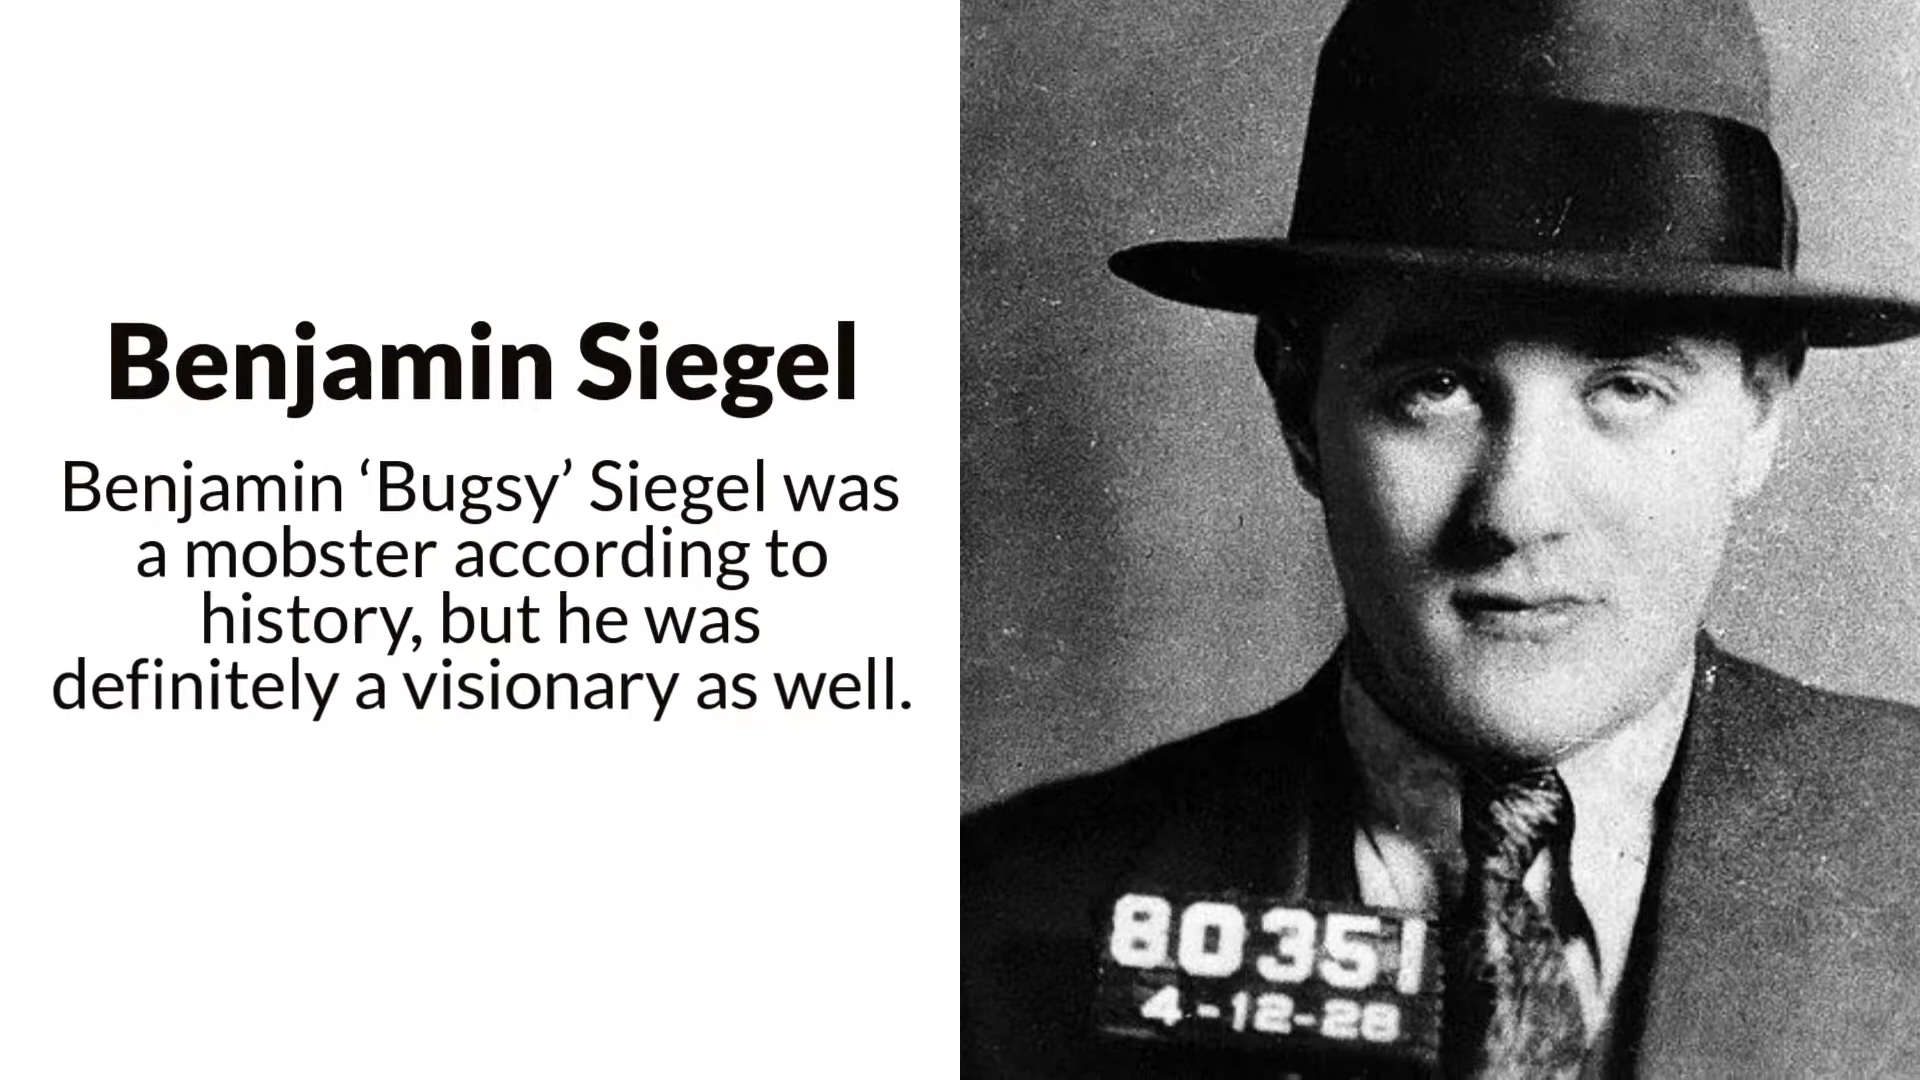 Benjamin Siegel
Benjamin ‘Bugsy’ Siegel was
a mobster according to
history, but he was
definitely a visionary as well.
80351
4-12-28